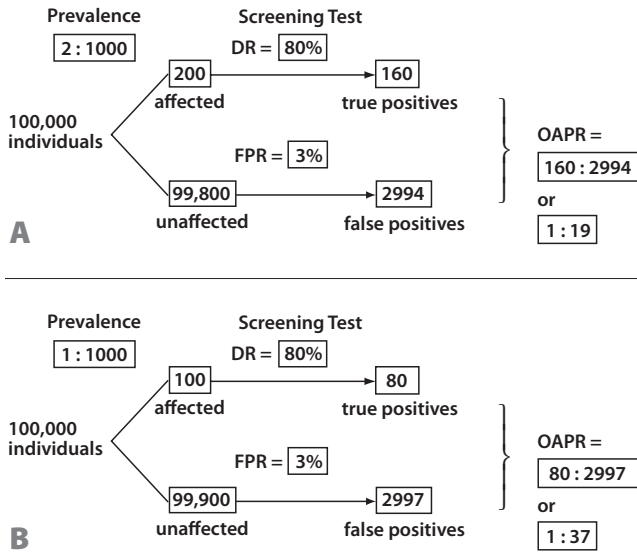 Prevalence
2 : 1000
Screening Test
DR = 80%
200
affected
160
true positives
100,000
individuals
FPR = 3%
99,800
unaffected
2994
false positives
OAPR =
160 : 2994
or
1 : 19
A
Prevalence
1 : 1000
Screening Test
DR = 80%
100
affected
80
true positives
100,000
individuals
FPR = 3%
99,900
unaffected
2997
false positives
OAPR =
80 : 2997
or
1 : 37
B